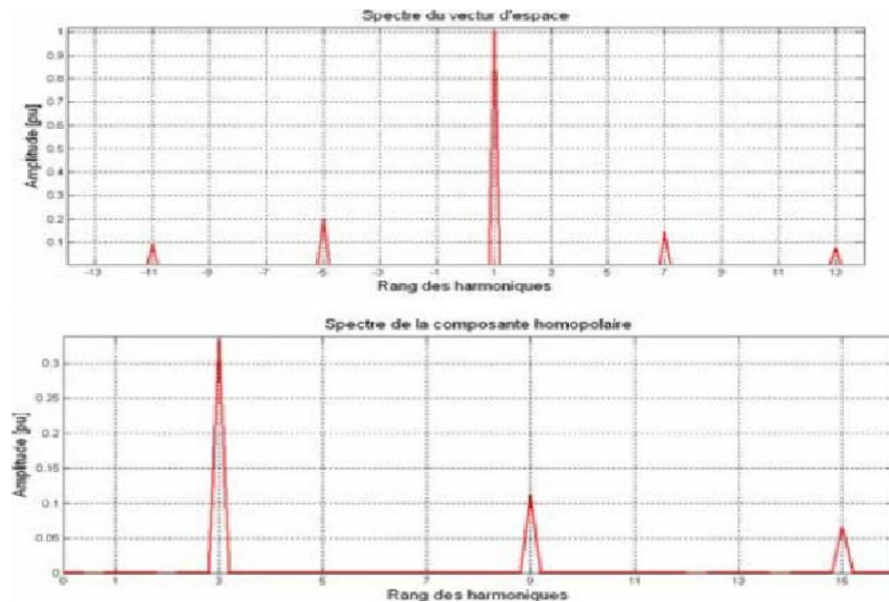 Spectre du vectur d'espace
Amplitude [pu]
1
0.9
0.8
0.7
0.6
0.5
0.4
0.3
0.2
0.1
-13 -11 -9 -7 -5 -3 -1 1 3 5 7 9 11 13
Rang des harmoniques
Spectre de la composante homopolaire
Amplitude [pu]
0.3
0.25
0.2
0.15
0.1
0.05
0
0 1 3 5 7 9 11 13 15
Rang des harmoniques